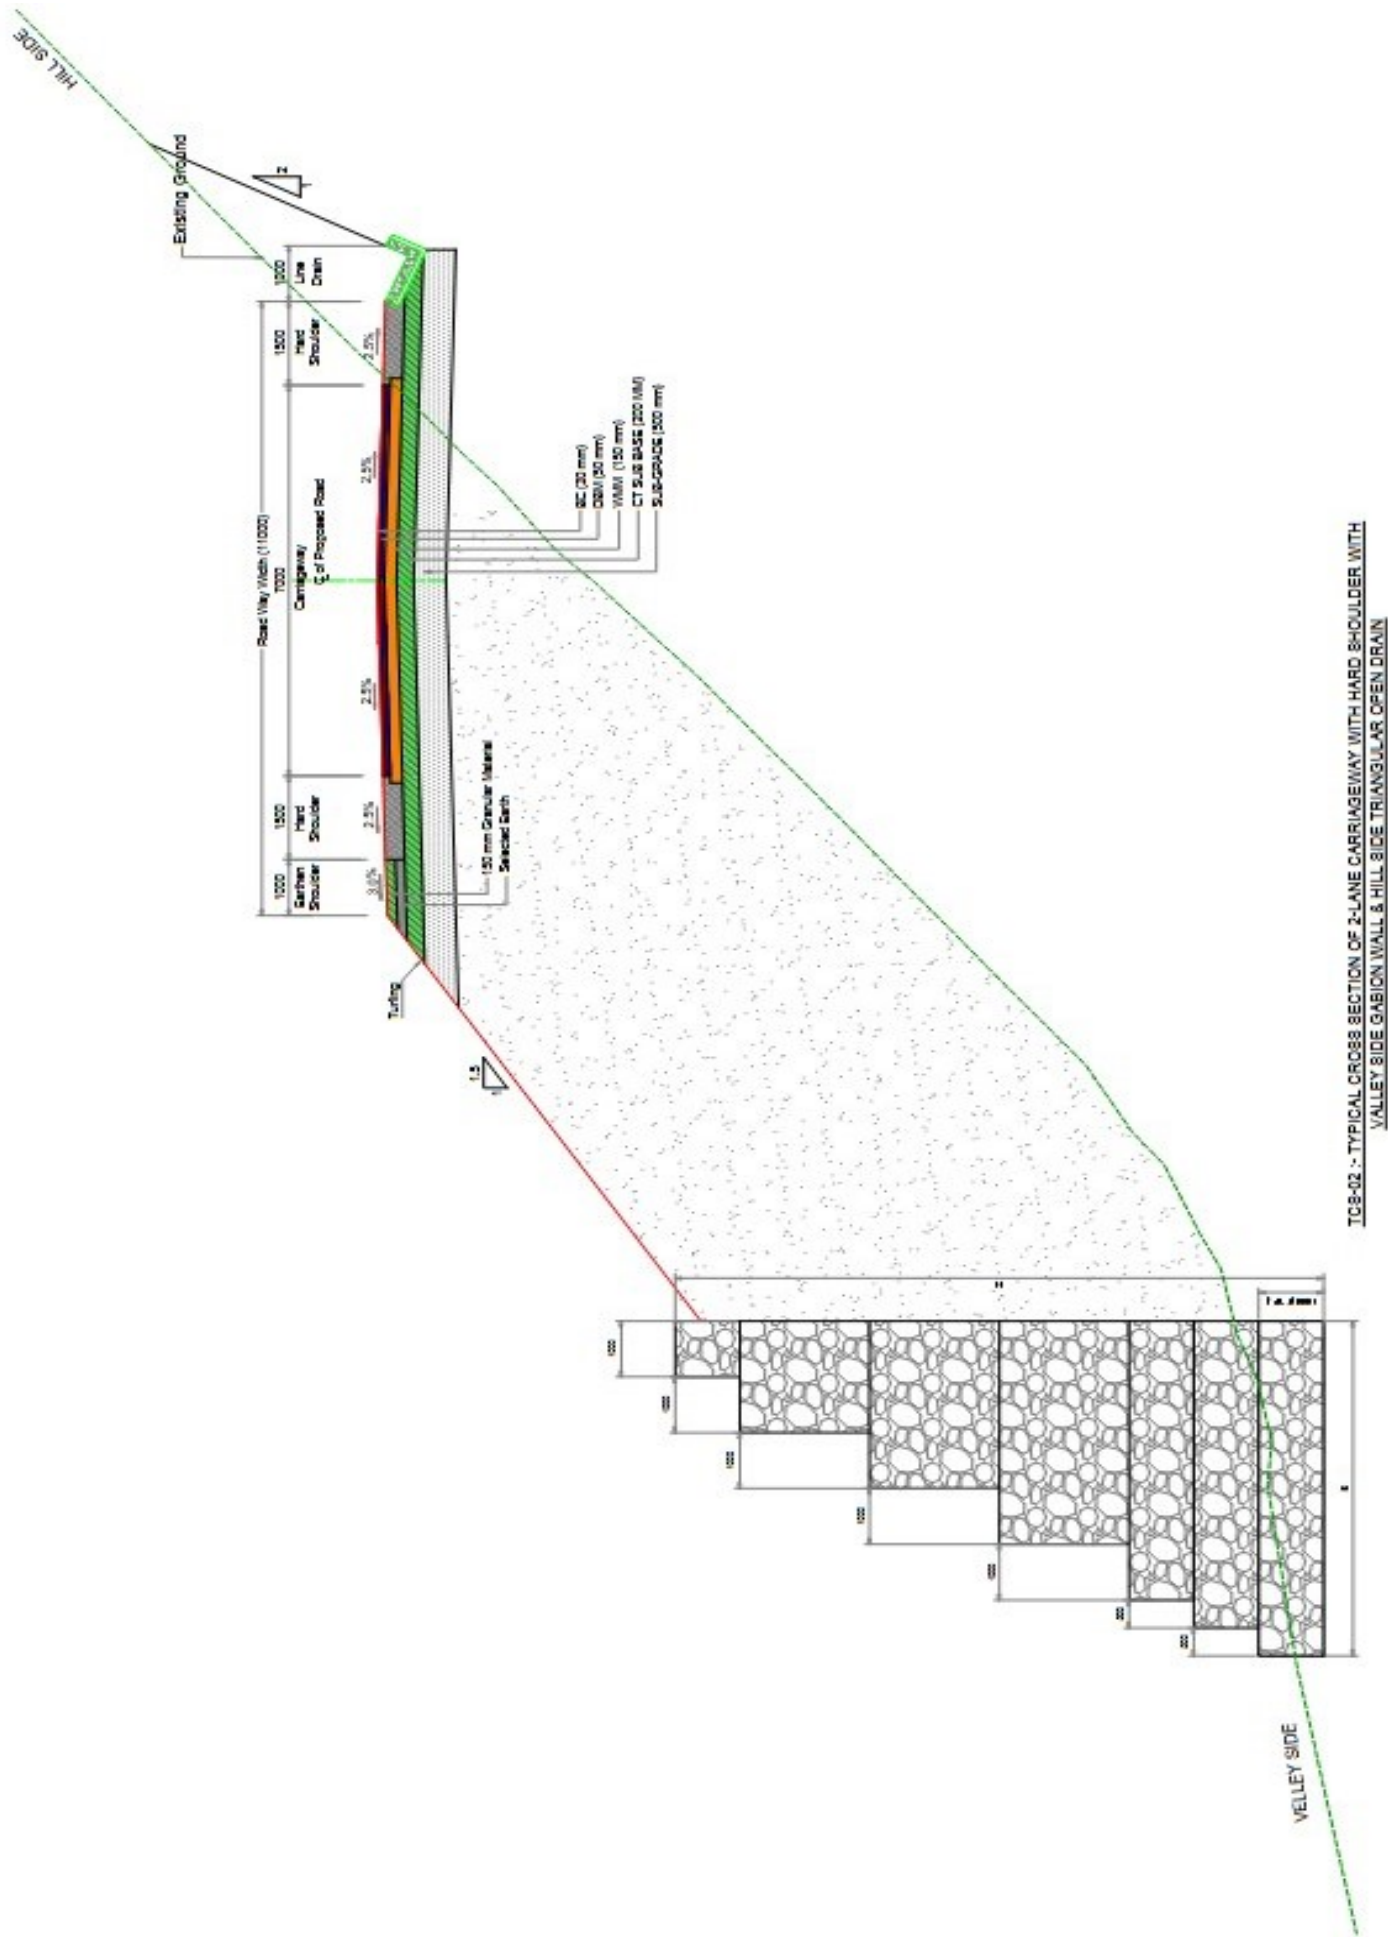 HILL SIDE
Existing Ground
2
1
Road Way Width (11000)
1000
1500
7000
1500
1000
Earthen
Shoulder
Hard
Shoulder
Carriageway
Hard
Shoulder
Line
Drain
℄ of Proposed Road
3.0%
2.5%
2.5%
2.5%
2.5%
BC (30 mm)
DBM (50 mm)
WMM (150 mm)
CT SUB BASE (200 MM)
SUB-GRADE (500 mm)
150 mm Granular Material
Selected Earth
Turfing
1.5
1
1000
1000
1000
1000
1000
500
500
H
B
VELLEY SIDE
TCS-02 :- TYPICAL CROSS SECTION OF 2-LANE CARRIAGEWAY WITH HARD SHOULDER WITH
VALLEY SIDE GABION WALL & HILL SIDE TRIANGULAR OPEN DRAIN